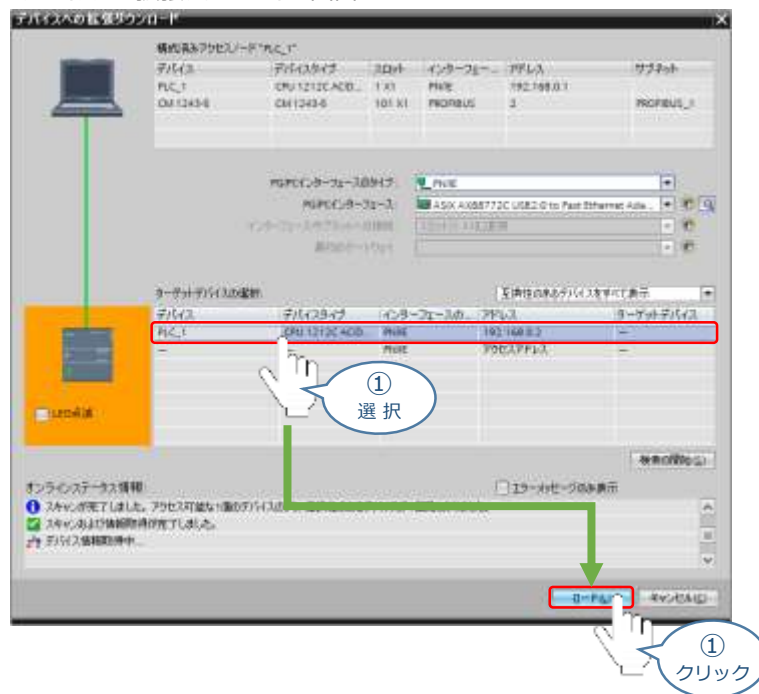 デバイスへの拡張ダウンロード
構成済みアクセスノード"PLC_1"
デバイス デバイスタイプ スロット インターフェー... アドレス サブネット
PLC_1 CPU 1212C AC/D... 1 X1 PN/IE 192.168.0.1
CM 1243-5 CM 1243-5 101 X1 PROFIBUS 2 PROFIBUS_1
PG/PCインターフェースのタイプ: PN/IE
PG/PCインターフェース: ASIX AX88772C USB2.0 to Fast Ethernet Ada...
ターゲットデバイスの選択: 互換性のあるデバイスをすべて表示
デバイス デバイスタイプ インターフェースの... アドレス ターゲットデバイス
PLC_1 CPU 1212C AC/D... PN/IE 192.168.0.2 —
— — PN/IE アクセスアドレス —
①
選 択
LED点滅
検索の開始(S)
オンラインステータス情報: エラーメッセージのみ表示
スキャンが完了しました。アクセス可能な1個のデバイスの
スキャンおよび情報取得が完了しました。
デバイス情報取得中...
ロード(L) キャンセル(C)
①
クリック